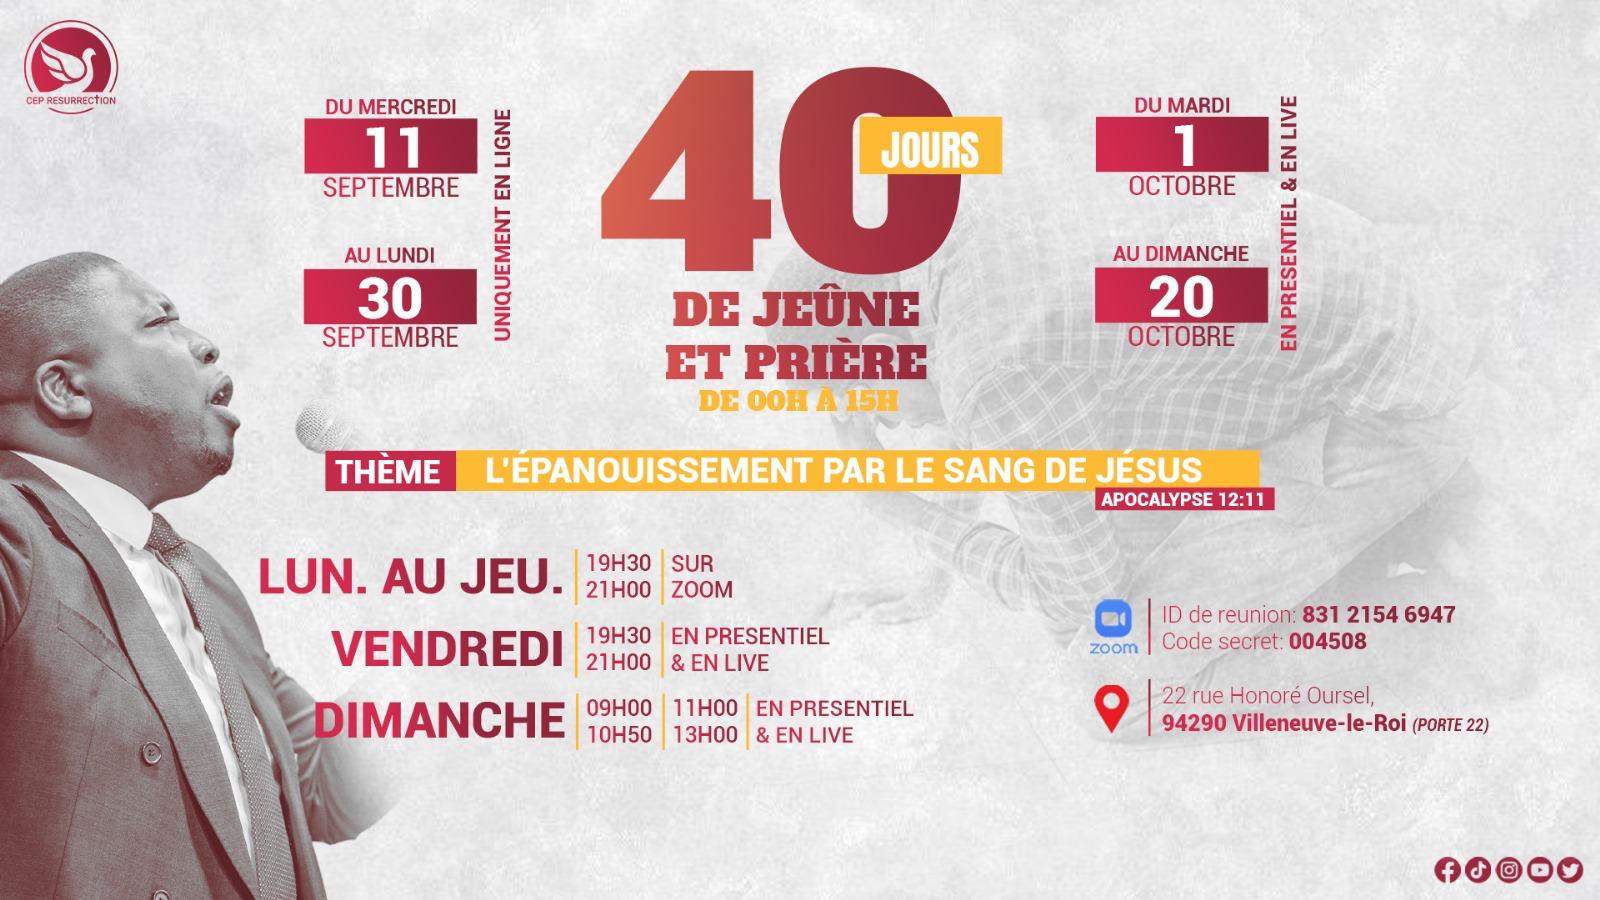 CEP RESURRECTION
DU MERCREDI
11
SEPTEMBRE
AU LUNDI
30
SEPTEMBRE
UNIQUEMENT EN LIGNE
40
JOURS
DE JEÛNE
ET PRIÈRE
DE 00H À 15H
DU MARDI
1
OCTOBRE
AU DIMANCHE
20
OCTOBRE
EN PRESENTIEL & EN LIVE
THÈME L'ÉPANOUISSEMENT PAR LE SANG DE JÉSUS
APOCALYPSE 12:11
LUN. AU JEU.
19H30
21H00
SUR
ZOOM
VENDREDI
19H30
21H00
EN PRESENTIEL
& EN LIVE
DIMANCHE
09H00
10H50
11H00
13H00
EN PRESENTIEL
& EN LIVE
zoom
ID de reunion: 831 2154 6947
Code secret: 004508
22 rue Honoré Oursel,
94290 Villeneuve-le-Roi (PORTE 22)